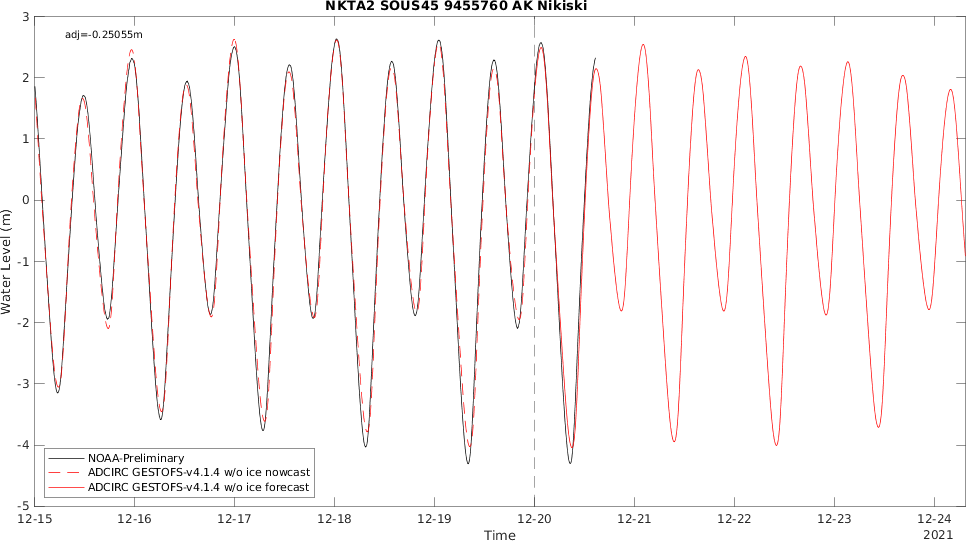 NKTA2 SOUS45 9455760 AK Nikiski
adj=-0.25055m
3
2
1
0
-1
-2
-3
-4
-5
Water Level (m)
NOAA-Preliminary
ADCIRC GESTOFS-v4.1.4 w/o ice nowcast
ADCIRC GESTOFS-v4.1.4 w/o ice forecast
12-15 12-16 12-17 12-18 12-19 12-20 12-21 12-22 12-23 12-24
Time
2021